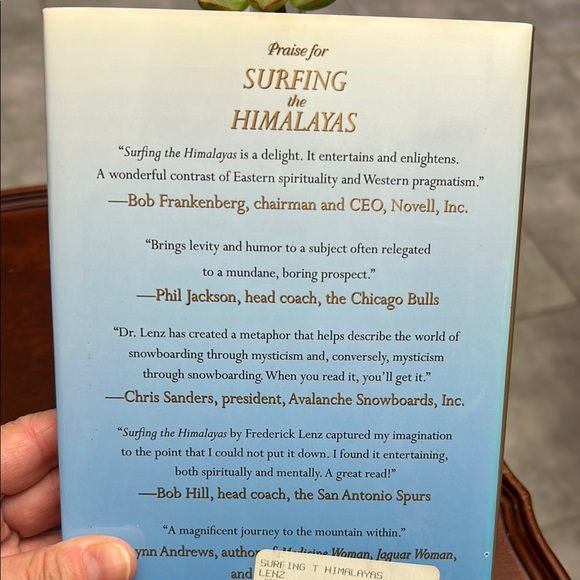 Praise for
SURFING
the
HIMALAYAS
“Surfing the Himalayas is a delight. It entertains and enlightens.
A wonderful contrast of Eastern spirituality and Western pragmatism.”
—Bob Frankenberg, chairman and CEO, Novell, Inc.
“Brings levity and humor to a subject often relegated
to a mundane, boring prospect.”
—Phil Jackson, head coach, the Chicago Bulls
“Dr. Lenz has created a metaphor that helps describe the world of
snowboarding through mysticism and, conversely, mysticism
through snowboarding. When you read it, you’ll get it.”
—Chris Sanders, president, Avalanche Snowboards, Inc.
“Surfing the Himalayas by Frederick Lenz captured my imagination
to the point that I could not put it down. I found it entertaining,
both spiritually and mentally. A great read!”
—Bob Hill, head coach, the San Antonio Spurs
“A magnificent journey to the mountain within.”
ynn Andrews, author of Medicine Woman, Jaguar Woman,
and
SURFING T HIMALAYAS
LENZ